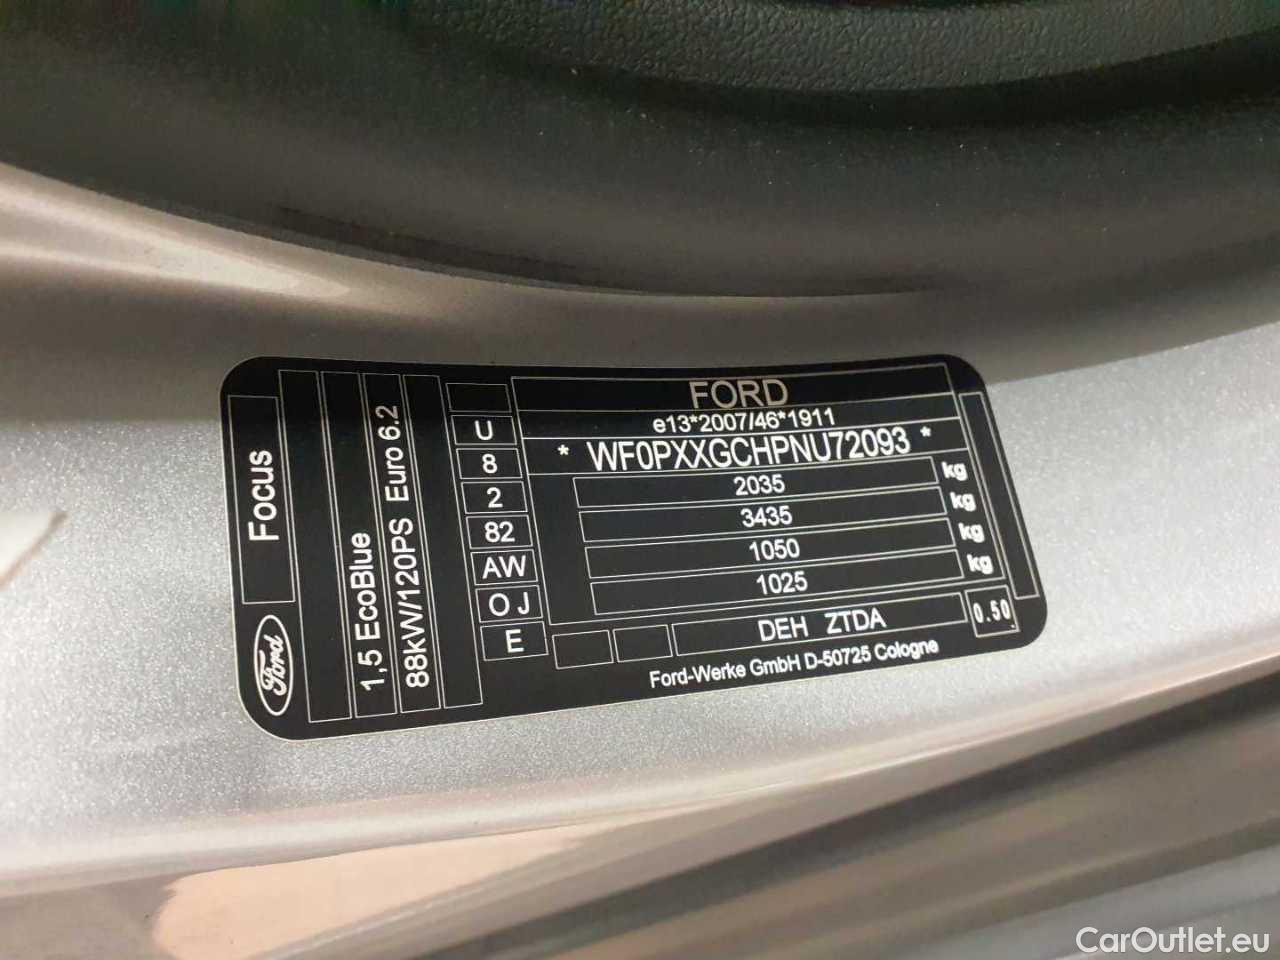 Focus
Ford
1,5 EcoBlue
88kW/120PS Euro 6.2
U
8
2
82
AW
O J
E
FORD
e13*2007/46*1911
* WF0PXXGCHPNU72093 *
2035 kg
3435 kg
1050 kg
1025 kg
DEH ZTDA
0.50
Ford-Werke GmbH D-50725 Cologne
CarOutlet.eu